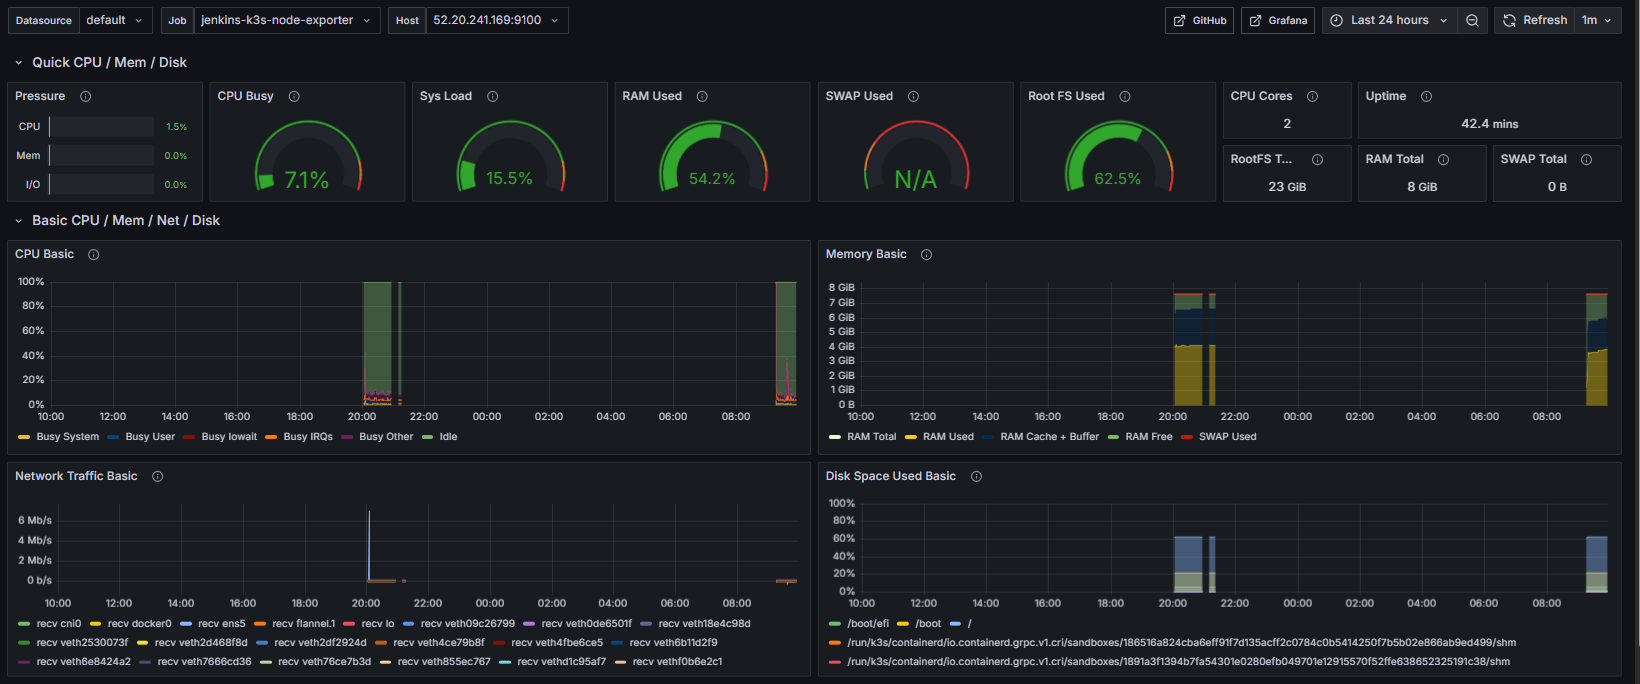 Datasource default Job jenkins-k3s-node-exporter Host 52.20.241.169:9100 GitHub Grafana Last 24 hours Refresh 1m
Quick CPU / Mem / Disk
Pressure CPU Busy Sys Load RAM Used SWAP Used Root FS Used CPU Cores Uptime
CPU 1.5%
Mem 0.0%
I/O 0.0%
7.1%
15.5%
54.2%
N/A
62.5%
2
42.4 mins
RootFS T... RAM Total SWAP Total
23 GiB 8 GiB 0 B
Basic CPU / Mem / Net / Disk
CPU Basic
100%
80%
60%
40%
20%
0%
10:00 12:00 14:00 16:00 18:00 20:00 22:00 00:00 02:00 04:00 06:00 08:00
Busy System Busy User Busy Iowait Busy IRQs Busy Other Idle
Memory Basic
8 GiB
7 GiB
6 GiB
5 GiB
4 GiB
3 GiB
2 GiB
1 GiB
0 B
10:00 12:00 14:00 16:00 18:00 20:00 22:00 00:00 02:00 04:00 06:00 08:00
RAM Total RAM Used RAM Cache + Buffer RAM Free SWAP Used
Network Traffic Basic
6 Mb/s
4 Mb/s
2 Mb/s
0 b/s
10:00 12:00 14:00 16:00 18:00 20:00 22:00 00:00 02:00 04:00 06:00 08:00
recv cni0 recv docker0 recv ens5 recv flannel.1 recv lo recv veth09c26799 recv veth0de6501f recv veth18e4c98d
recv veth2530073f recv veth2d468f8d recv veth2df2924d recv veth4ce79b8f recv veth4fbe6ce5 recv veth6b11d2f9
recv veth6e8424a2 recv veth7666cd36 recv veth76ce7b3d recv veth855ec767 recv vethd1c95af7 recv vethf0b6e2c1
Disk Space Used Basic
100%
80%
60%
40%
20%
0%
10:00 12:00 14:00 16:00 18:00 20:00 22:00 00:00 02:00 04:00 06:00 08:00
/boot/efi /boot /
/run/k3s/containerd/io.containerd.grpc.v1.cri/sandboxes/186516a824cba6eff91f7d135acff2c0784c0b5414250f7b5b02e866ab9ed499/shm
/run/k3s/containerd/io.containerd.grpc.v1.cri/sandboxes/1891a3f1394b7fa54301e0280efb049701e12915570f52ffe638652325191c38/shm